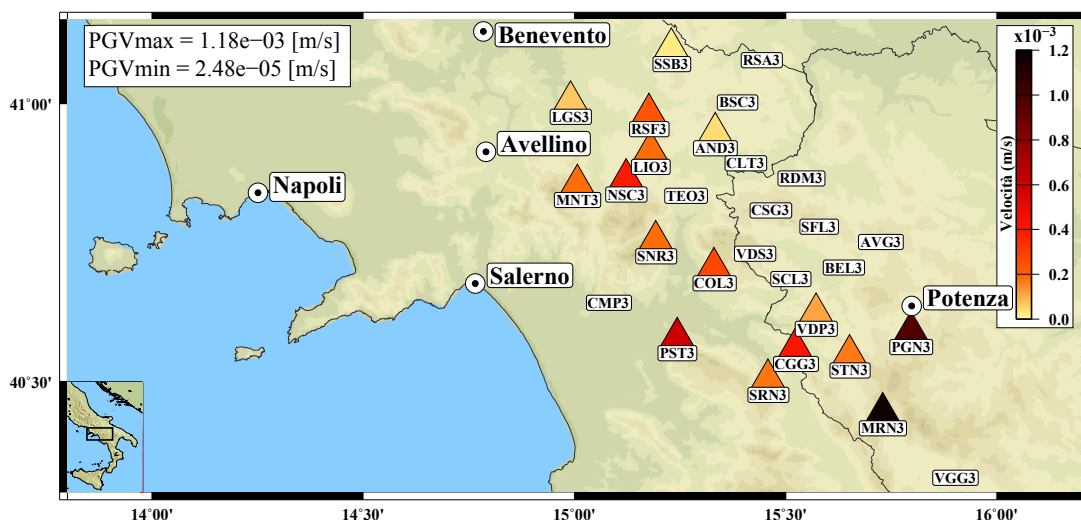 PGVmax = 1.18e−03 [m/s]
PGVmin = 2.48e−05 [m/s]
Benevento
SSB3
RSA3
x10⁻³
1.2
1.0
0.8
0.6
0.4
0.2
0.0
Velocità (m/s)
41°00'
LGS3
BSC3
RSF3
AND3
Avellino
LIO3
CLT3
RDM3
Napoli
MNT3
NSC3
TEO3
CSG3
SFL3
AVG3
SNR3
VDS3
BEL3
Salerno
COL3
SCL3
CMP3
Potenza
VDP3
PST3
CGG3
STN3
PGN3
40°30'
SRN3
MRN3
VGG3
14°00'
14°30'
15°00'
15°30'
16°00'